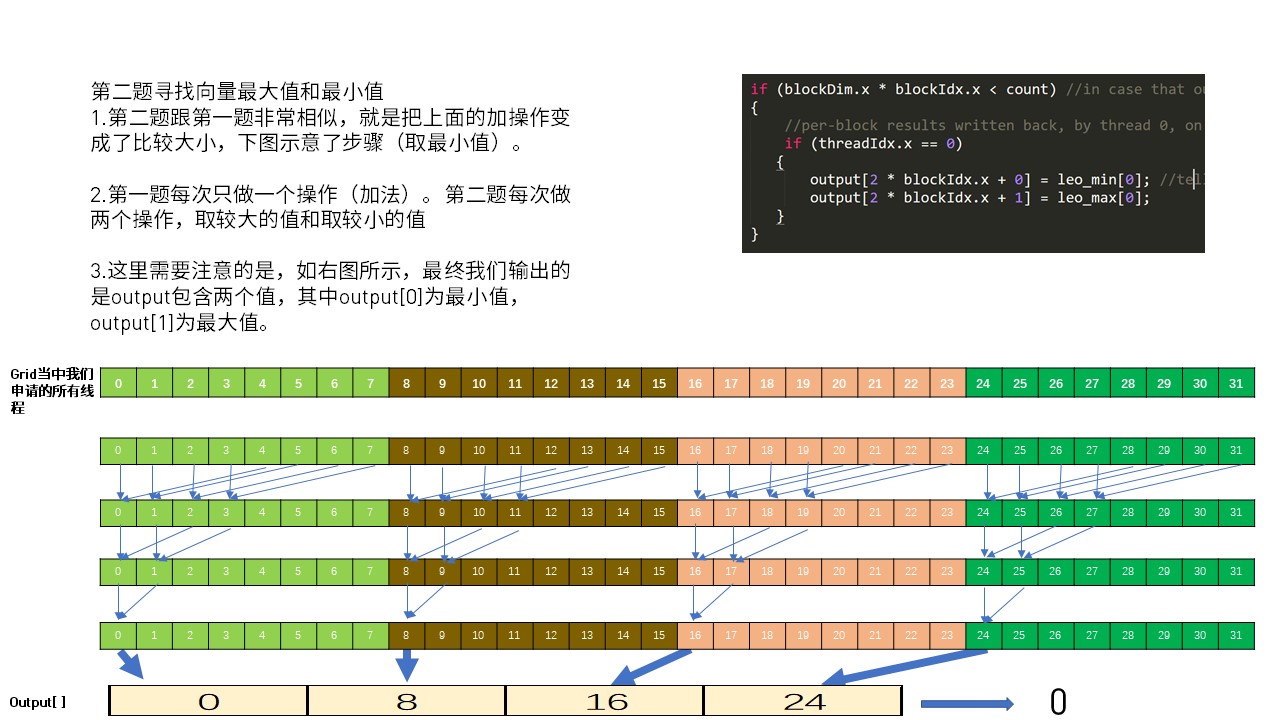 第二题寻找向量最大值和最小值
1.第二题跟第一题非常相似，就是把上面的加操作变
成了比较大小，下图示意了步骤（取最小值）。
2.第一题每次只做一个操作（加法）。第二题每次做
两个操作，取较大的值和取较小的值
3.这里需要注意的是，如右图所示，最终我们输出的
是output包含两个值，其中output[0]为最小值，
output[1]为最大值。
if (blockDim.x * blockIdx.x < count) //in case that ou
{
//per-block results written back, by thread 0, on
if (threadIdx.x == 0)
{
output[2 * blockIdx.x + 0] = leo_min[0]; //tel
output[2 * blockIdx.x + 1] = leo_max[0];
}
}
Grid当中我们
申请的所有线
程
0 1 2 3 4 5 6 7 8 9 10 11 12 13 14 15 16 17 18 19 20 21 22 23 24 25 26 27 28 29 30 31
0 1 2 3 4 5 6 7 8 9 10 11 12 13 14 15 16 17 18 19 20 21 22 23 24 25 26 27 28 29 30 31
0 1 2 3 4 5 6 7 8 9 10 11 12 13 14 15 16 17 18 19 20 21 22 23 24 25 26 27 28 29 30 31
0 1 2 3 4 5 6 7 8 9 10 11 12 13 14 15 16 17 18 19 20 21 22 23 24 25 26 27 28 29 30 31
0 1 2 3 4 5 6 7 8 9 10 11 12 13 14 15 16 17 18 19 20 21 22 23 24 25 26 27 28 29 30 31
Output[ ] 0 8 16 24 0